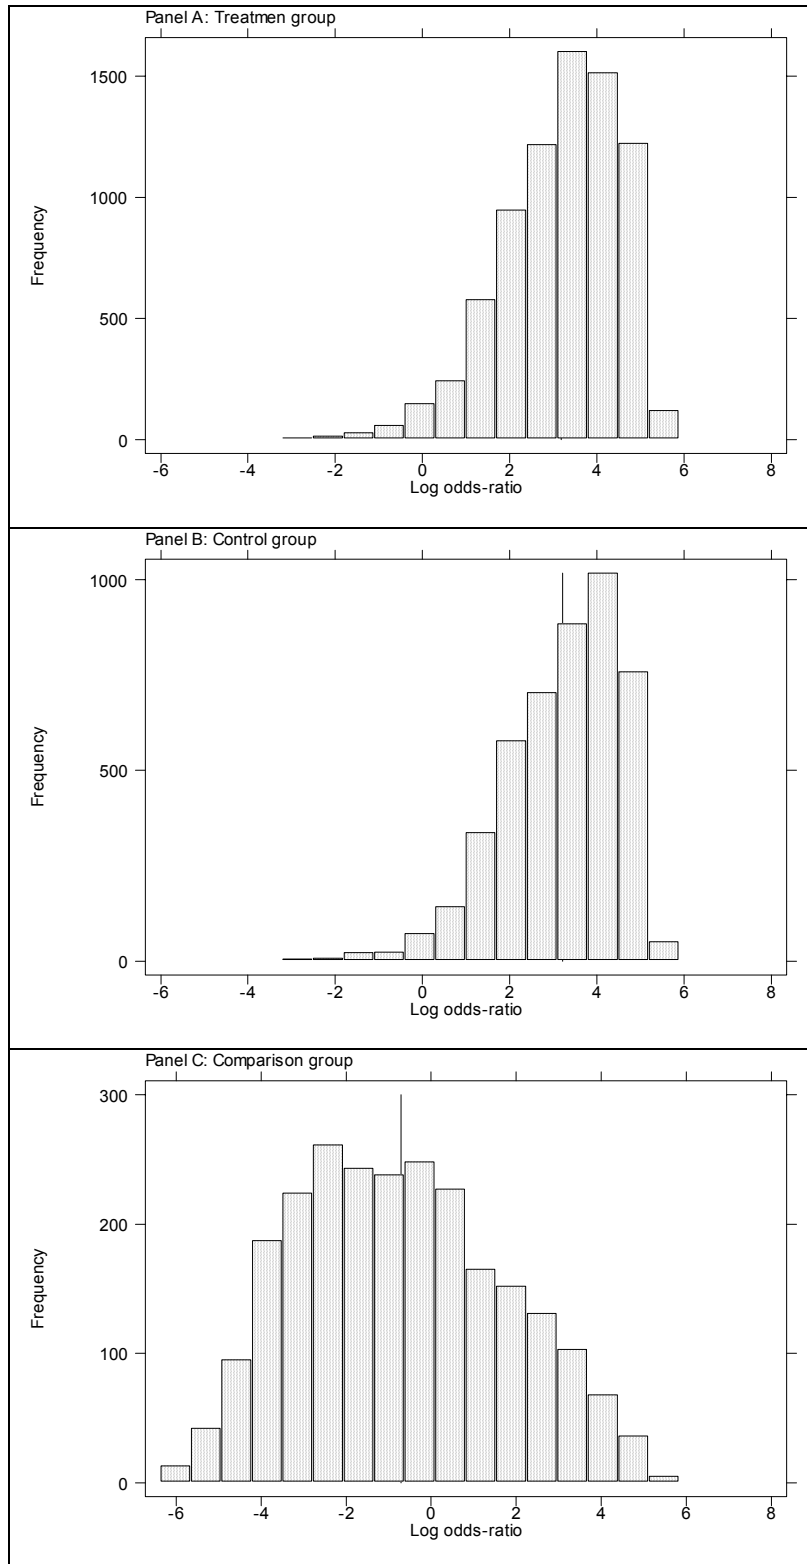 Panel A: Treatmen group
1500
1000
500
0
Frequency
-6 -4 -2 0 2 4 6 8
Log odds-ratio
Panel B: Control group
1000
500
0
Frequency
-6 -4 -2 0 2 4 6 8
Log odds-ratio
Panel C: Comparison group
300
200
100
0
Frequency
-6 -4 -2 0 2 4 6 8
Log odds-ratio